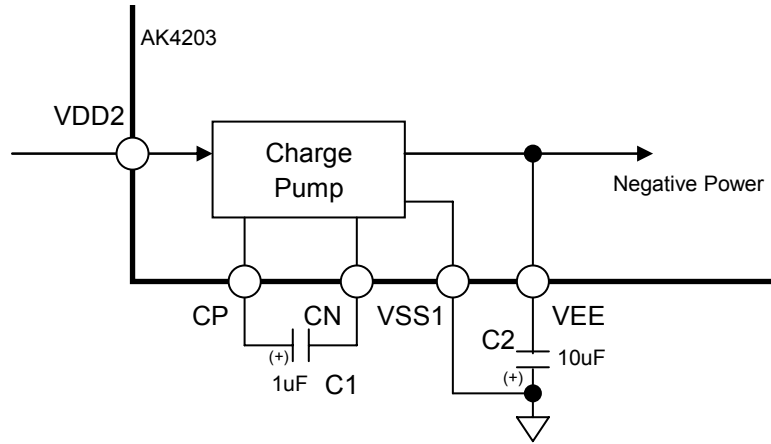 AK4203
VDD2
Charge
Pump
Negative Power
CP
CN
VSS1
VEE
(+)
1uF
C1
C2
10uF
(+)